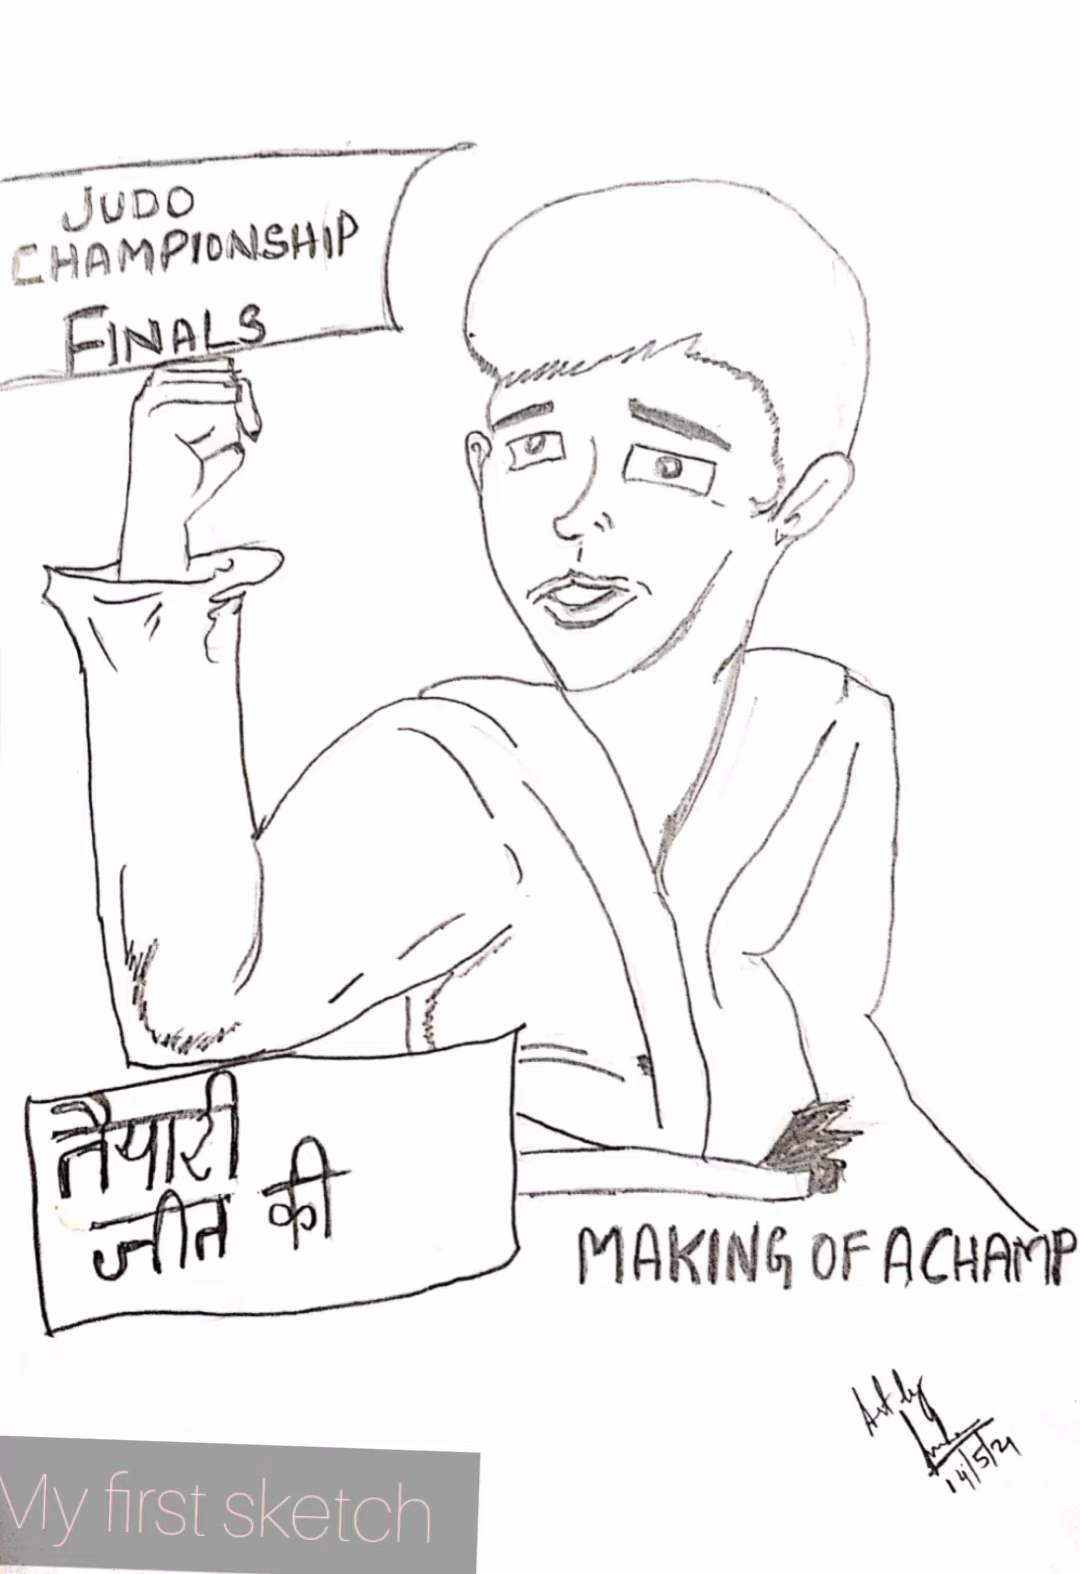 JUDO
CHAMPIONSHIP
FINALS
तैयारी
जीत की
MAKING OF A CHAMP
Art by
14/5/21
My first sketch